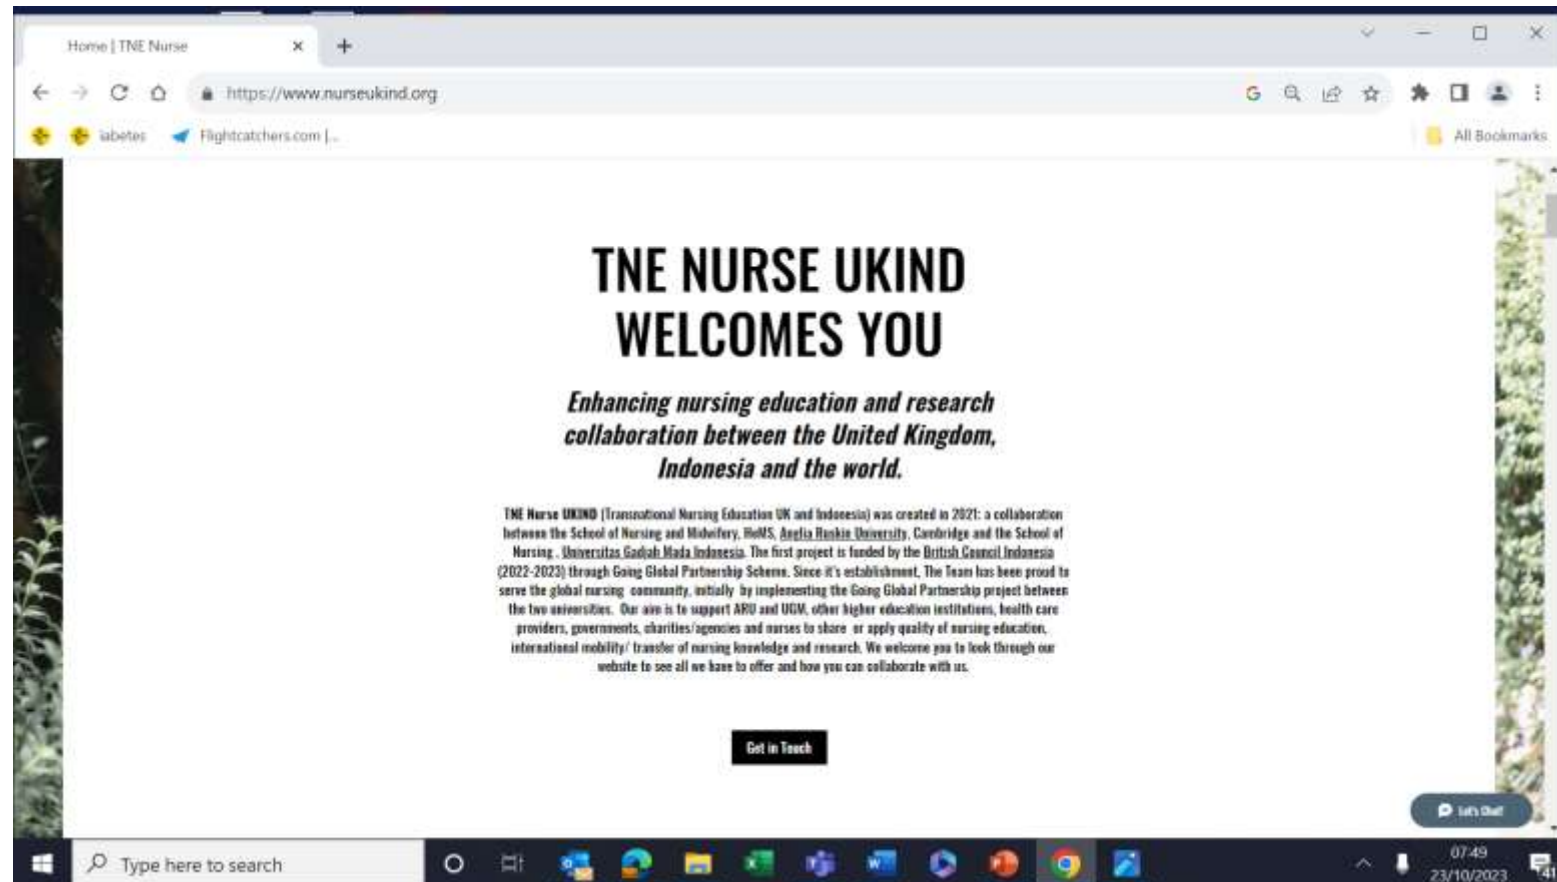 Home | TNE Nurse
https://www.nurseukind.org
iabetes
Flightcatchers.com |...
All Bookmarks
TNE NURSE UKIND
WELCOMES YOU
Enhancing nursing education and research
collaboration between the United Kingdom,
Indonesia and the world.
TNE Nurse UKIND (Transnational Nursing Education UK and Indonesia) was created in 2021: a collaboration
between the School of Nursing and Midwifery, HeMS, Anglia Ruskin University, Cambridge and the School of
Nursing , Universitas Gadjah Mada Indonesia. The first project is funded by the British Council Indonesia
(2022-2023) through Going Global Partnership Scheme. Since it's establishment, The Team has been proud to
serve the global nursing community, initially by implementing the Going Global Partnership project between
the two universities. Our aim is to support ARU and UGM, other higher education institutions, health care
providers, governments, charities/agencies and nurses to share or apply quality of nursing education,
international mobility/ transfer of nursing knowledge and research. We welcome you to look through our
website to see all we have to offer and how you can collaborate with us.
Get in Touch
Let's Chat!
Type here to search
07:49
23/10/2023
41